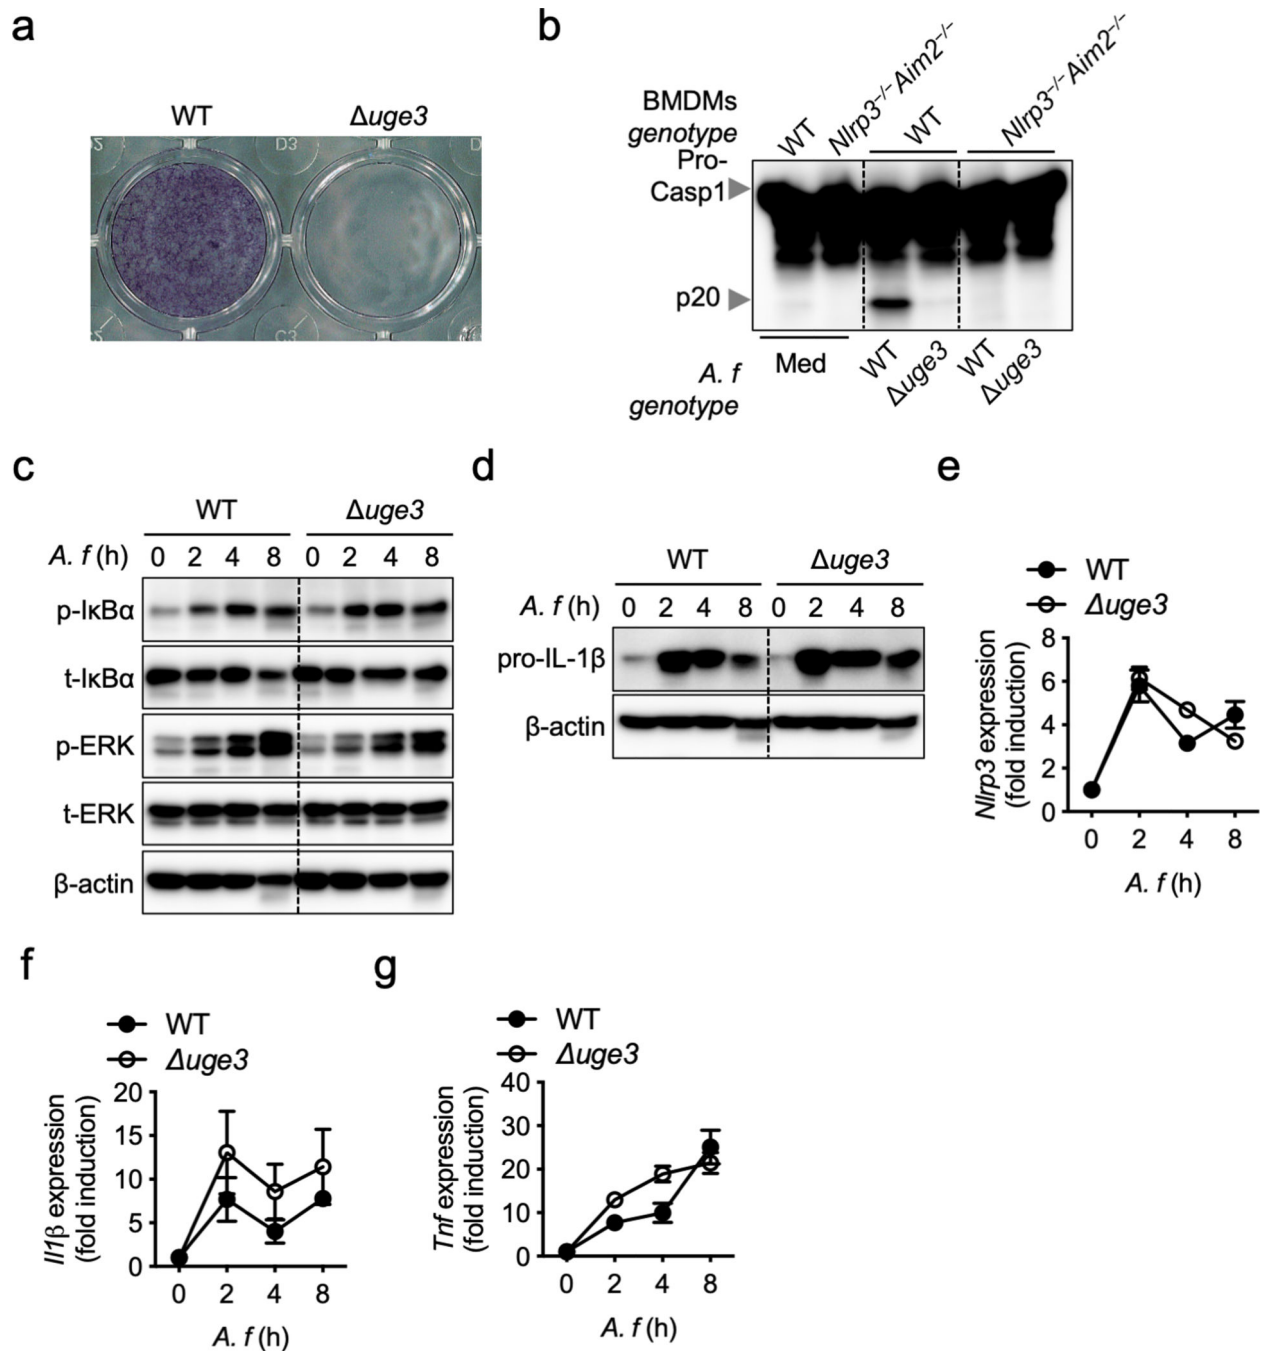 a
WT Δuge3
D3
b
BMDMs
genotype
WT Nlrp3–/–Aim2–/– WT Nlrp3–/–Aim2–/–
Pro-
Casp1
p20
Med WT Δuge3 WT Δuge3
A. f
genotype
c
WT Δuge3
A. f (h) 0 2 4 8 0 2 4 8
p-IκBα
t-IκBα
p-ERK
t-ERK
β-actin
d
WT Δuge3
A. f (h) 0 2 4 8 0 2 4 8
pro-IL-1β
β-actin
e
WT
Δuge3
Nlrp3 expression
(fold induction)
8
6
4
2
0
0 2 4 8
A. f (h)
f
WT
Δuge3
Il1β expression
(fold induction)
20
15
10
5
0
0 2 4 8
A. f (h)
g
WT
Δuge3
Tnf expression
(fold induction)
40
30
20
10
0
0 2 4 8
A. f (h)